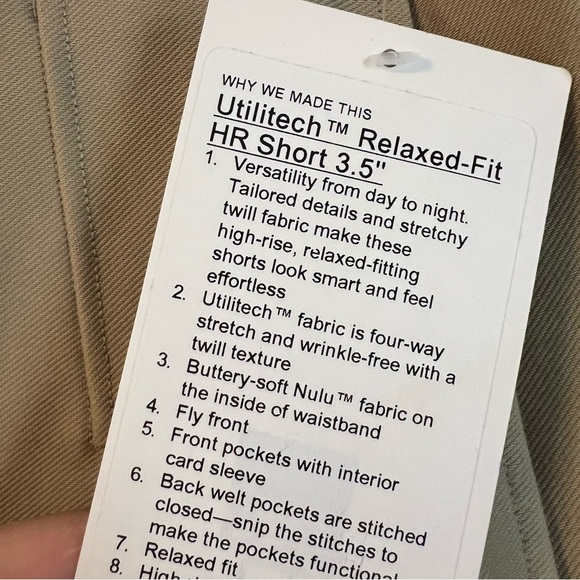 WHY WE MADE THIS
Utilitech™ Relaxed-Fit
HR Short 3.5"
1. Versatility from day to night.
Tailored details and stretchy
twill fabric make these
high-rise, relaxed-fitting
shorts look smart and feel
effortless
2. Utilitech™ fabric is four-way
stretch and wrinkle-free with a
twill texture
3. Buttery-soft Nulu™ fabric on
the inside of waistband
4. Fly front
5. Front pockets with interior
card sleeve
6. Back welt pockets are stitched
closed—snip the stitches to
make the pockets functional
7. Relaxed fit
8.